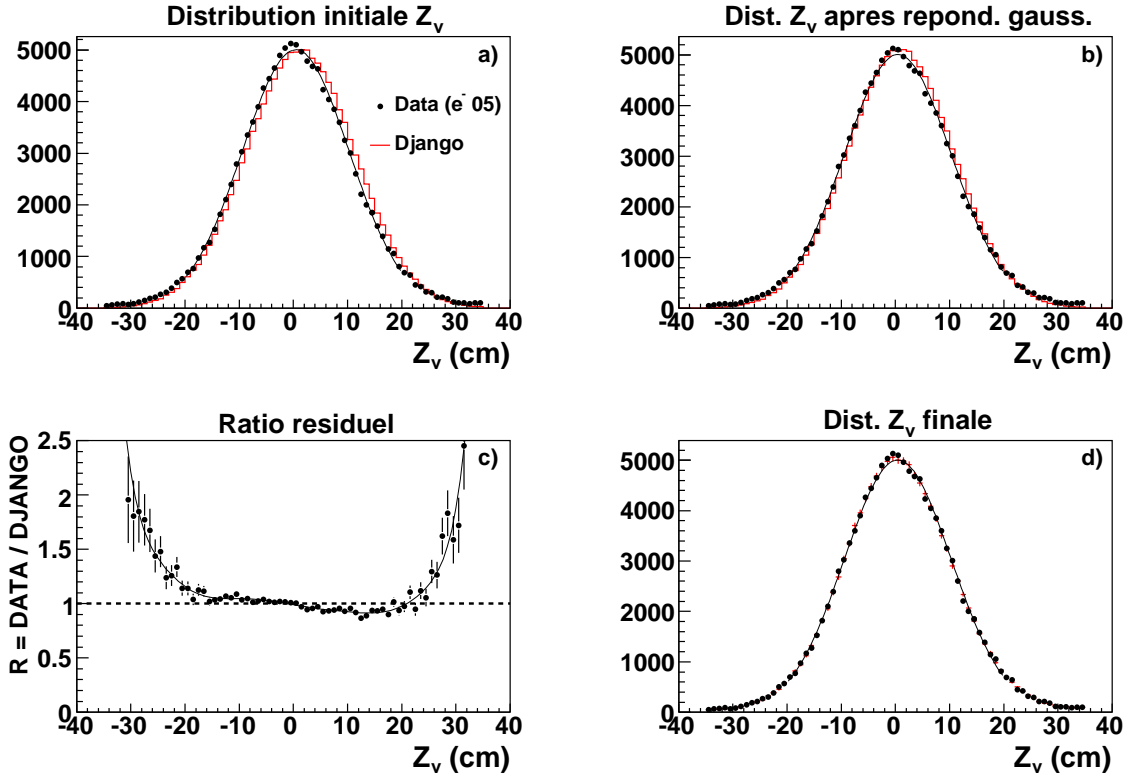 Distribution initiale Z_v
a)
Data (e⁻ 05)
Django
5000
4000
3000
2000
1000
0
-40 -30 -20 -10 0 10 20 30 40
Z_v (cm)
Dist. Z_v apres repond. gauss.
b)
5000
4000
3000
2000
1000
0
-40 -30 -20 -10 0 10 20 30 40
Z_v (cm)
Ratio residuel
c)
R = DATA / DJANGO
2.5
2
1.5
1
0.5
0
-40 -30 -20 -10 0 10 20 30 40
Z_v (cm)
Dist. Z_v finale
d)
5000
4000
3000
2000
1000
0
-40 -30 -20 -10 0 10 20 30 40
Z_v (cm)